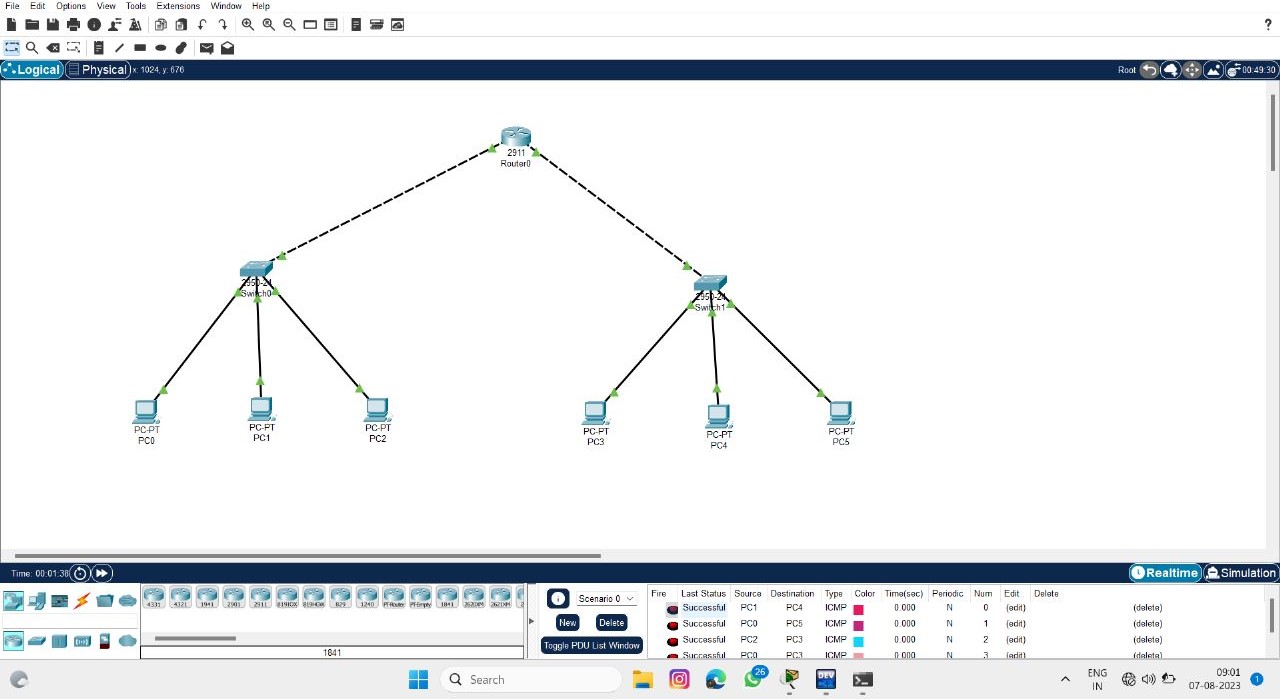 File Edit Options View Tools Extensions Window Help
?
Logical Physical x: 1024, y: 676 Root 00:49:30
2911
Router0
2950-24
Switch0
2950-24
Switch1
PC-PT
PC0
PC-PT
PC1
PC-PT
PC2
PC-PT
PC3
PC-PT
PC4
PC-PT
PC5
Time: 00:01:38 Realtime Simulation
4331 4321 1941 2901 2911 819HGW 829 1240 PT-Router PT-Empty 1841 2620XM 2621XM
1841
Scenario 0
New Delete
Toggle PDU List Window
Fire Last Status Source Destination Type Color Time(sec) Periodic Num Edit Delete
Successful PC1 PC4 ICMP 0.000 N 0 (edit) (delete)
Successful PC0 PC5 ICMP 0.000 N 1 (edit) (delete)
Successful PC2 PC3 ICMP 0.000 N 2 (edit) (delete)
Successful PC0 PC3 ICMP 0.000 N 3 (edit) (delete)
Search
26
DEV
ENG
IN
09:01
07-08-2023
1